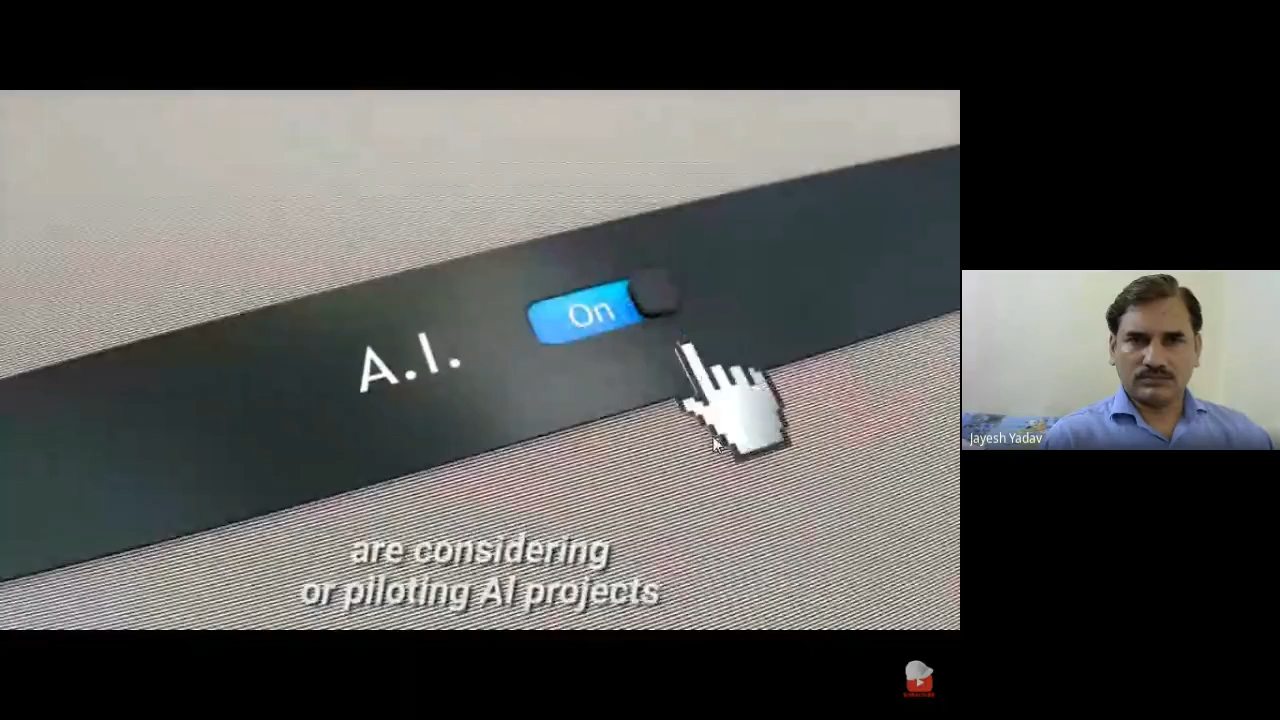 A.I.
On
are considering
or piloting AI projects
Jayesh Yadav